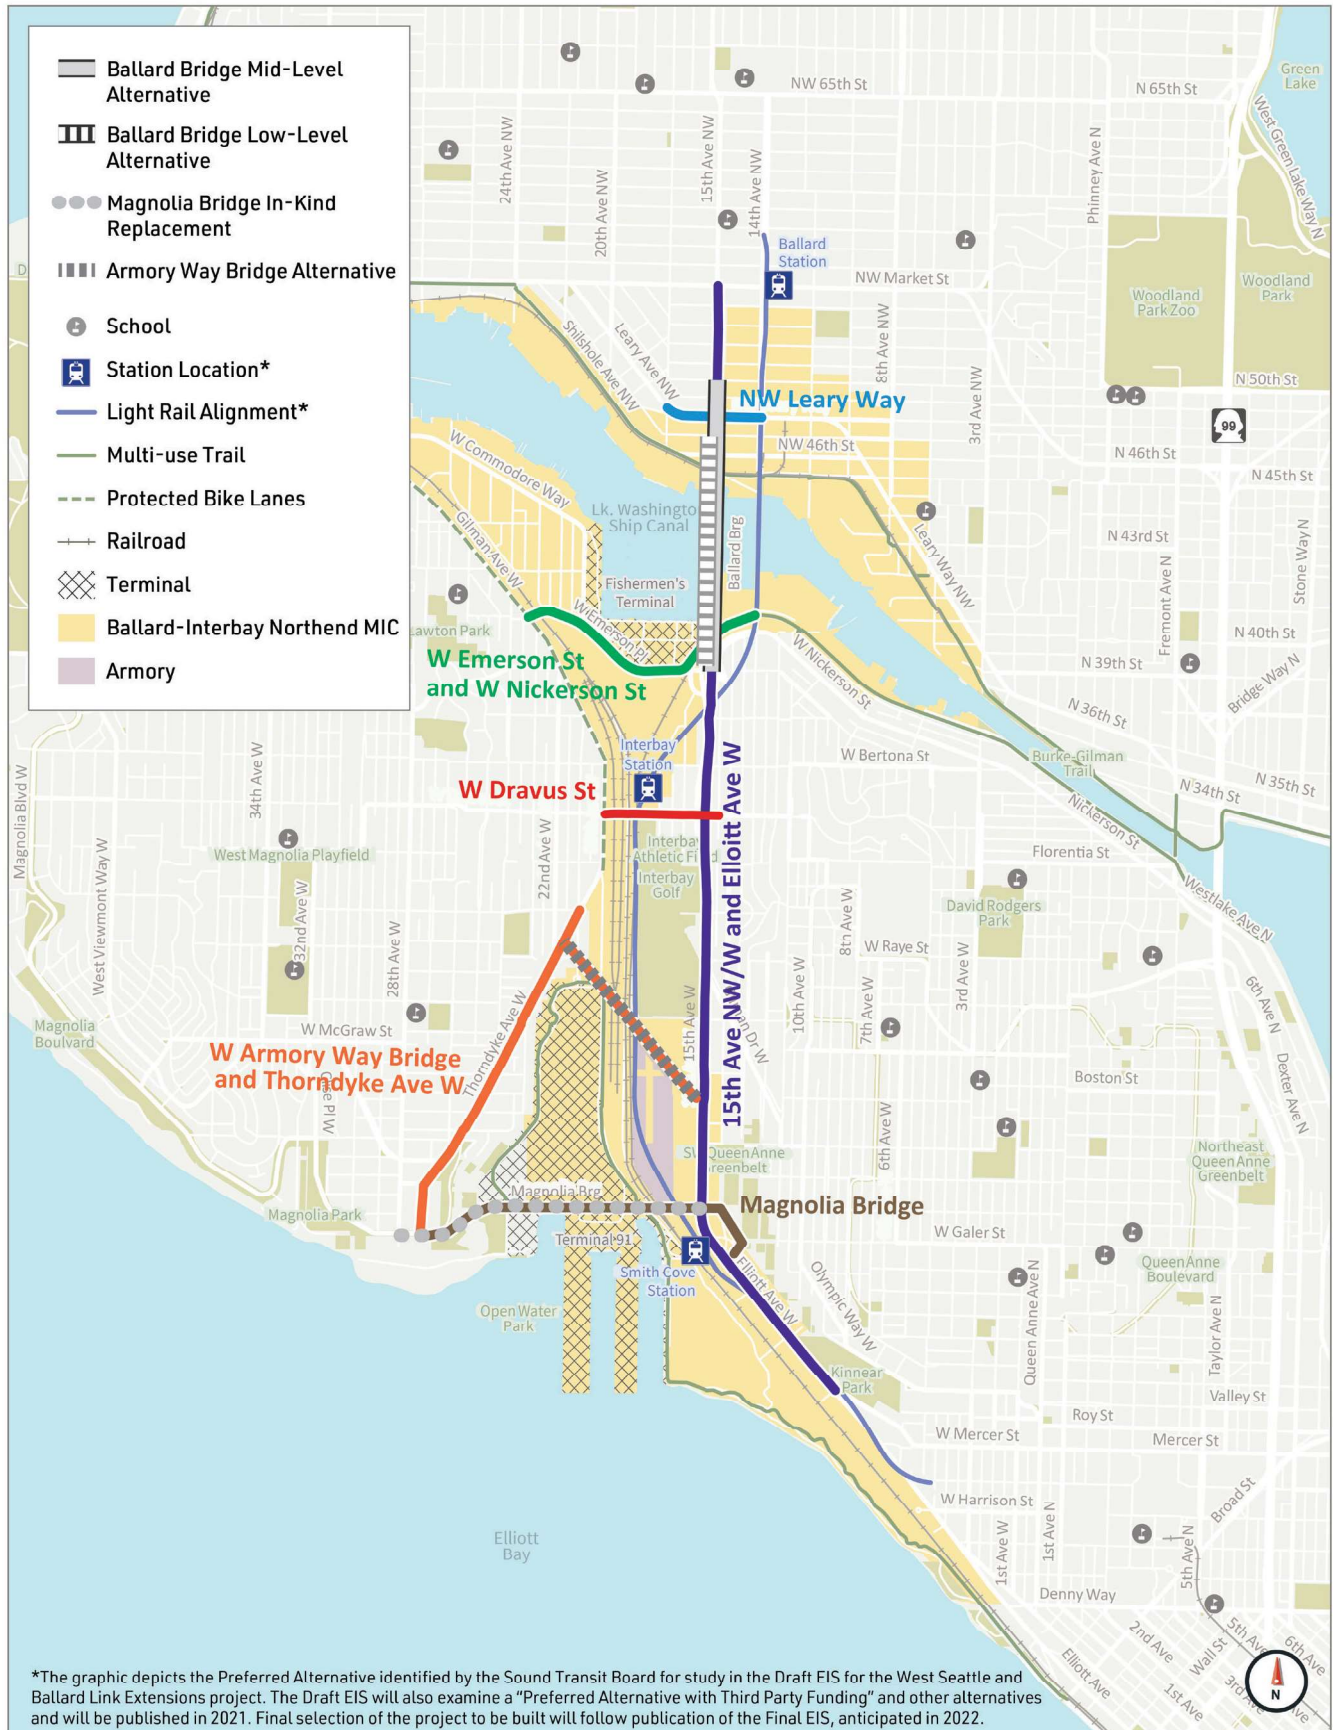 Ballard Bridge Mid-Level
Alternative
Ballard Bridge Low-Level
Alternative
Magnolia Bridge In-Kind
Replacement
Armory Way Bridge Alternative
School
Station Location*
Light Rail Alignment*
Multi-use Trail
Protected Bike Lanes
Railroad
Terminal
Ballard-Interbay Northend MIC
Armory
D
NW 65th St
N 65th St
Green
Lake
West Green Lake Way N
24th Ave NW
20th Ave NW
15th Ave NW
14th Ave NW
Phinney Ave N
Ballard
Station
NW Market St
Woodland
Park Zoo
Woodland
Park
8th Ave NW
3rd Ave NW
N 50th St
99
Shilshole Ave NW
Leary Ave NW
NW Leary Way
NW 46th St
N 46th St
N 45th St
W Commodore Way
Gilman Ave W
Lk. Washingto
Ship Canal
Ballard Brg
Leary Way NW
N 43rd St
Fremont Ave N
Stone Way N
Fishermen's
Terminal
W Emerson Pl
Lawton Park
W Emerson St
and W Nickerson St
W Nickerson St
N 40th St
N 39th St
Bridge Way N
N 36th St
Interbay
Station
W Bertona St
Burke-Gilman
Trail
N 35th St
N 34th St
Nickerson St
W Dravus St
15th Ave NW/W and Eloitt Ave W
Magnolia Blvd W
34th Ave W
West Magnolia Playfield
22nd Ave W
Interbay
Athletic Fi d
Interbay
Golf
Florentia St
David Rodgers
Park
Westlake Ave N
West Viewmont Way W
32nd Ave W
28th Ave W
8th Ave W
W Raye St
3rd Ave W
10th Ave W
7th Ave W
6th Ave N
Dexter Ave N
Magnolia
Boulvard
W McGraw St
Thorndyke Ave W
15th Ave W
an Dr W
W Armory Way Bridge
and Thorndyke Ave W
Boston St
6th Ave W
SW Queen Anne
reenbelt
Northeast
Queen Anne
Greenbelt
Magnolia Park
Magnolia Brg
Magnolia Bridge
Terminal 91
W Galer St
Smith Cove
Station
Elliott Ave W
Olympic Way W
Queen Anne Ave N
Queen Anne
Boulevard
Taylor Ave N
Open Water
Park
Kinnear
Park
Valley St
Roy St
W Mercer St
Mercer St
W Harrison St
1st Ave W
1st Ave N
Broad St
5th Ave N
Elliott
Bay
Denny Way
2nd Ave
Wall St
5th Ave
6th Ave
Elliott Ave
1st Ave
3rd
ve
N
*The graphic depicts the Preferred Alternative identified by the Sound Transit Board for study in the Draft EIS for the West Seattle and
Ballard Link Extensions project. The Draft EIS will also examine a “Preferred Alternative with Third Party Funding” and other alternatives
and will be published in 2021. Final selection of the project to be built will follow publication of the Final EIS, anticipated in 2022.